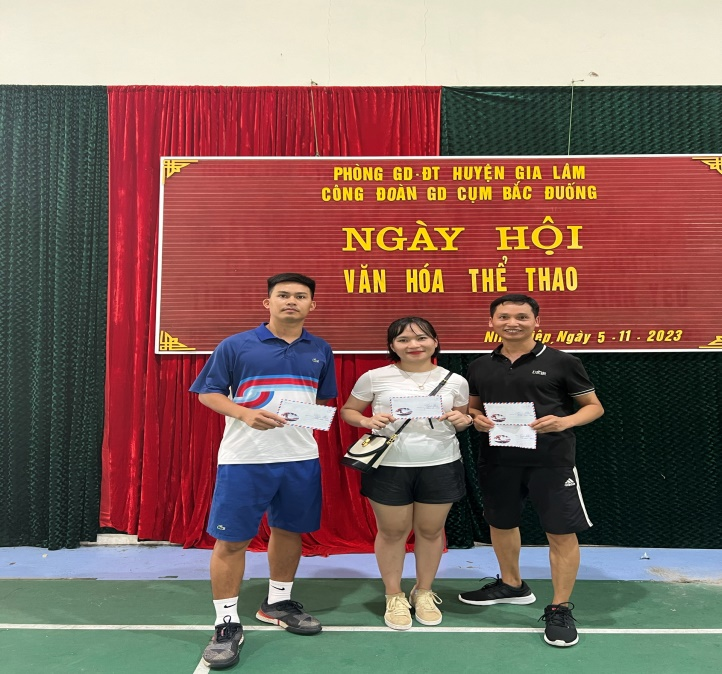 PHÒNG GD-ĐT HUYỆN GIA LÂM
CÔNG ĐOÀN GD CỤM BẮC ĐUỐNG
NGÀY HỘI
VĂN HÓA THỂ THAO
Ngày 5-11-2023
adidas